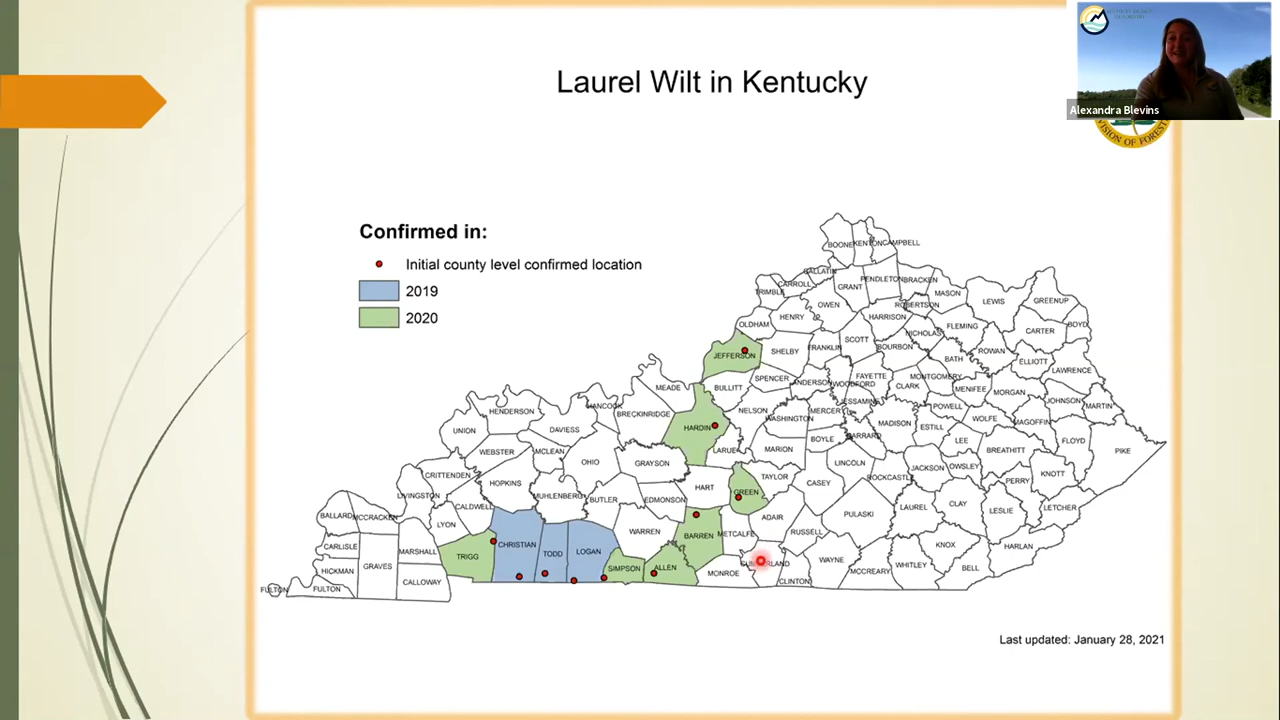 Laurel Wilt in Kentucky
Alexandra Blevins
VISION OF FOREST
Confirmed in:
Initial county level confirmed location
2019
2020
BOONE KENTON CAMPBELL
GALLATIN
PENDLETON BRACKEN
CARROLL
GRANT
TRIMBLE
MASON
LEWIS
GREENUP
OWEN
ROBERTSON
HENRY
HARRISON
OLDHAM
FLEMING
CARTER
BOYD
NICHOLAS
SCOTT
FRANKLIN
BOURBON
SHELBY
ROWAN
JEFFERSON
BATH
ELLIOTT
LAWRENCE
SPENCER
ANDERSON
WOODFORD
FAYETTE
MONTGOMERY
CLARK
MENIFEE
MORGAN
MEADE
BULLITT
JESSAMINE
JOHNSON
MARTIN
HENDERSON
HANCOCK
BRECKINRIDGE
NELSON
WASHINGTON
MERCER
POWELL
UNION
DAVIESS
HARDIN
MADISON
ESTILL
WOLFE
MAGOFFIN
BOYLE
GARRARD
LEE
FLOYD
WEBSTER
MCLEAN
LARUE
MARION
BREATHITT
PIKE
OHIO
GRAYSON
LINCOLN
JACKSON
OWSLEY
CRITTENDEN
HOPKINS
HART
TAYLOR
CASEY
ROCKCASTLE
PERRY
KNOTT
LIVINGSTON
MUHLENBERG
BUTLER
EDMONSON
GREEN
CALDWELL
LAUREL
CLAY
LESLIE
LETCHER
BALLARD
MCCRACKEN
LYON
ADAIR
PULASKI
WARREN
BARREN
METCALFE
RUSSELL
CARLISLE
MARSHALL
TRIGG
CHRISTIAN
TODD
LOGAN
KNOX
HARLAN
HICKMAN
GRAVES
SIMPSON
ALLEN
MONROE
WAYNE
MCCREARY
WHITLEY
BELL
CALLOWAY
CLINTON
FULTON
FULTON
Last updated: January 28, 2021